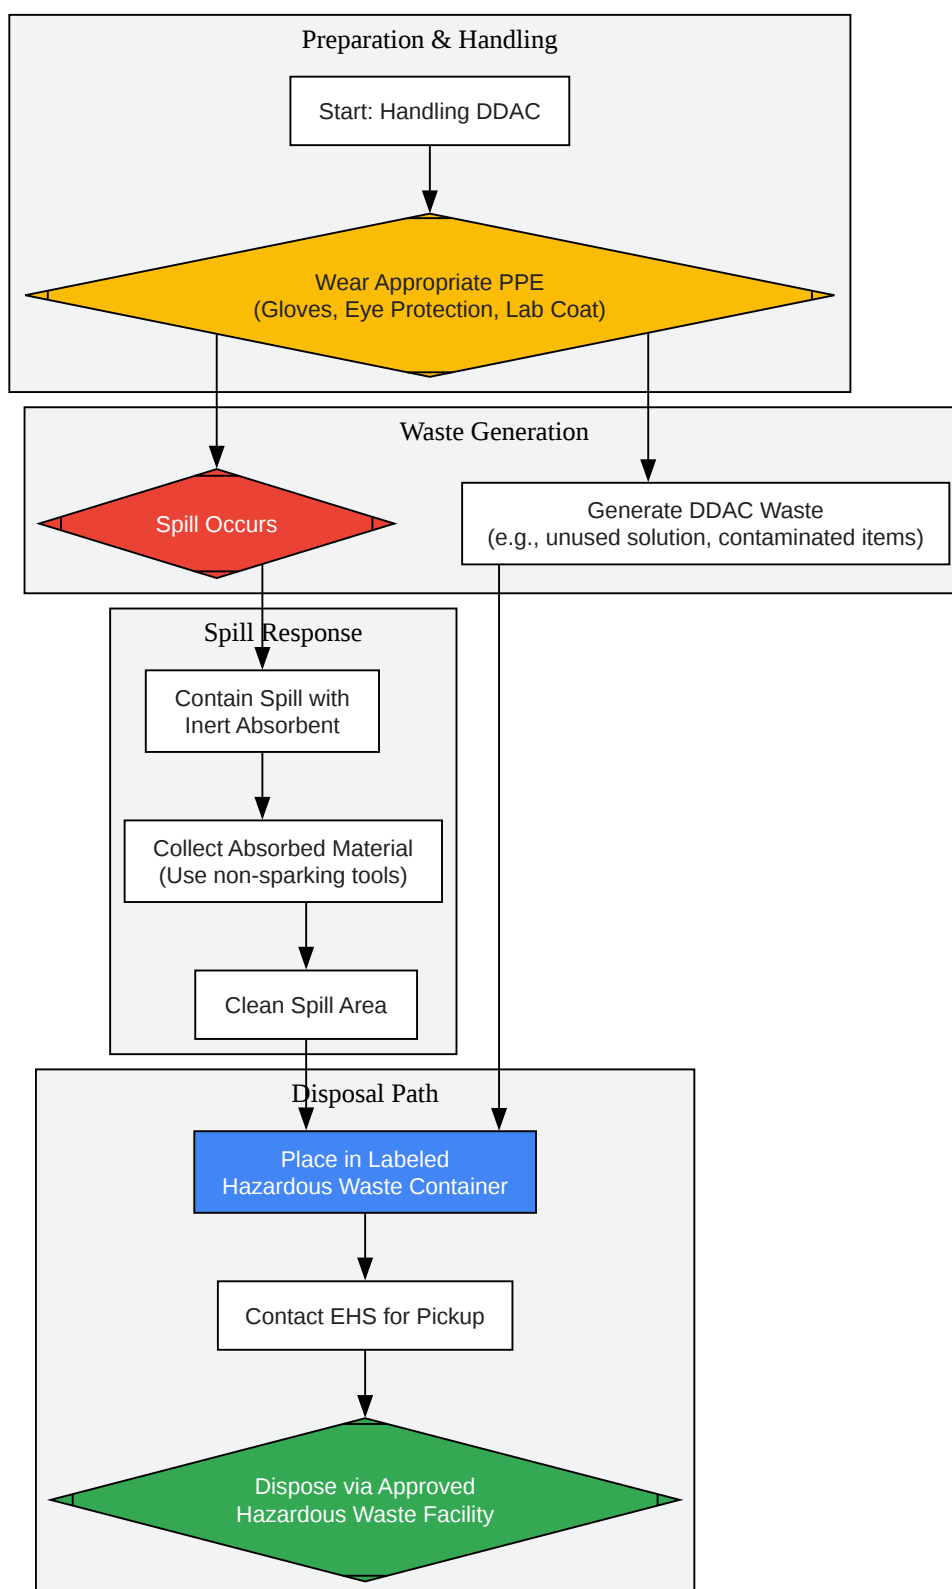 Preparation & Handling
Start: Handling DDAC
Wear Appropriate PPE
(Gloves, Eye Protection, Lab Coat)
Waste Generation
Spill Occurs
Generate DDAC Waste
(e.g., unused solution, contaminated items)
Spill Response
Contain Spill with
Inert Absorbent
Collect Absorbed Material
(Use non-sparking tools)
Clean Spill Area
Disposal Path
Place in Labeled
Hazardous Waste Container
Contact EHS for Pickup
Dispose via Approved
Hazardous Waste Facility